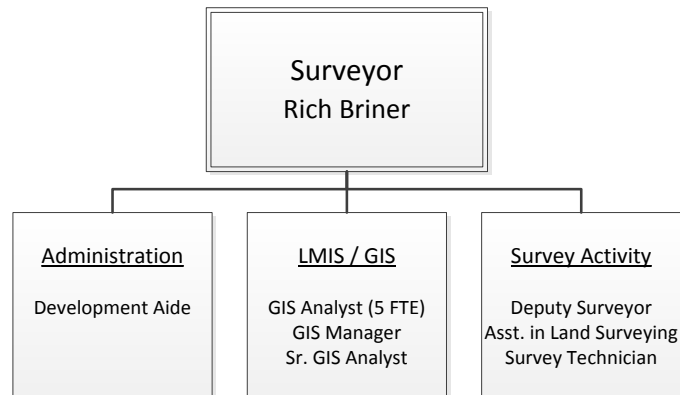 Surveyor
Rich Briner
Administration
Development Aide
LMIS / GIS
GIS Analyst (5 FTE)
GIS Manager
Sr. GIS Analyst
Survey Activity
Deputy Surveyor
Asst. in Land Surveying
Survey Technician